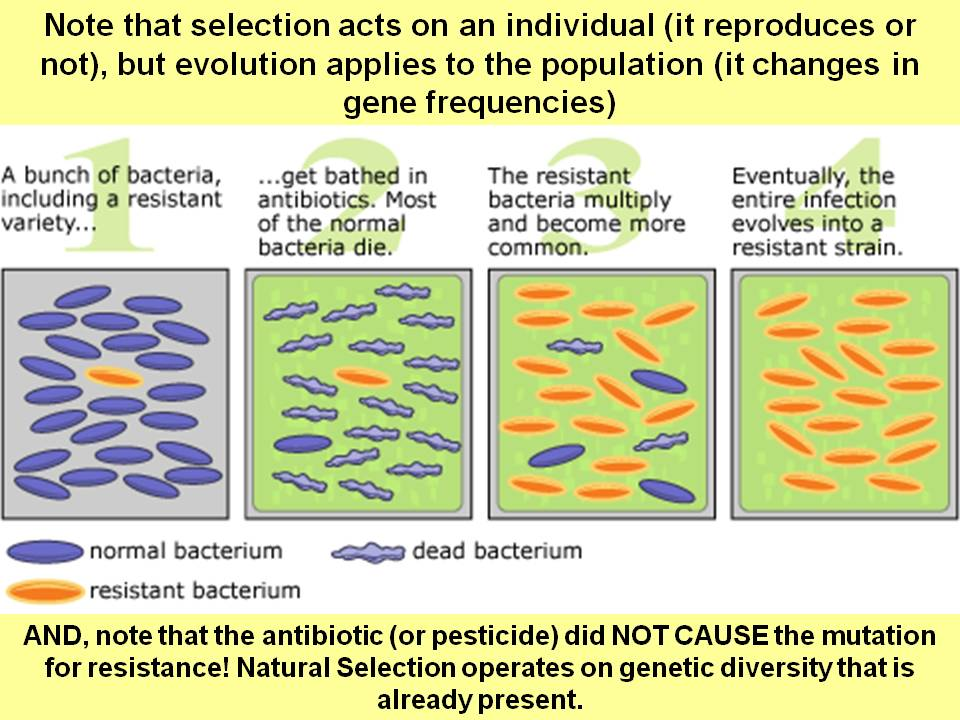 Note that selection acts on an individual (it reproduces or
not), but evolution applies to the population (it changes in
gene frequencies)
1
A bunch of bacteria,
including a resistant
variety...
2
...get bathed in
antibiotics. Most
of the normal
bacteria die.
3
The resistant
bacteria multiply
and become more
common.
4
Eventually, the
entire infection
evolves into a
resistant strain.
normal bacterium
dead bacterium
resistant bacterium
AND, note that the antibiotic (or pesticide) did NOT CAUSE the mutation
for resistance! Natural Selection operates on genetic diversity that is
already present.